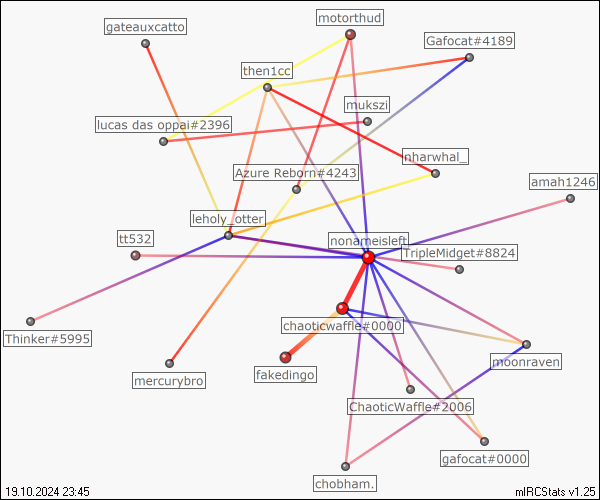 gateauxcatto
motorthud
Gafocat#4189
then1cc
mukszi
lucas das oppai#2396
nharwhal_
Azure Reborn#4243
amah1246
leholy_otter
tt532
nonameisleft
TripleMidget#8824
chaoticwaffle#0000
Thinker#5995
moonraven
fakedingo
mercurybro
ChaoticWaffle#2006
gafocat#0000
chobham.
19.10.2024 23:45
mIRCStats v1.25